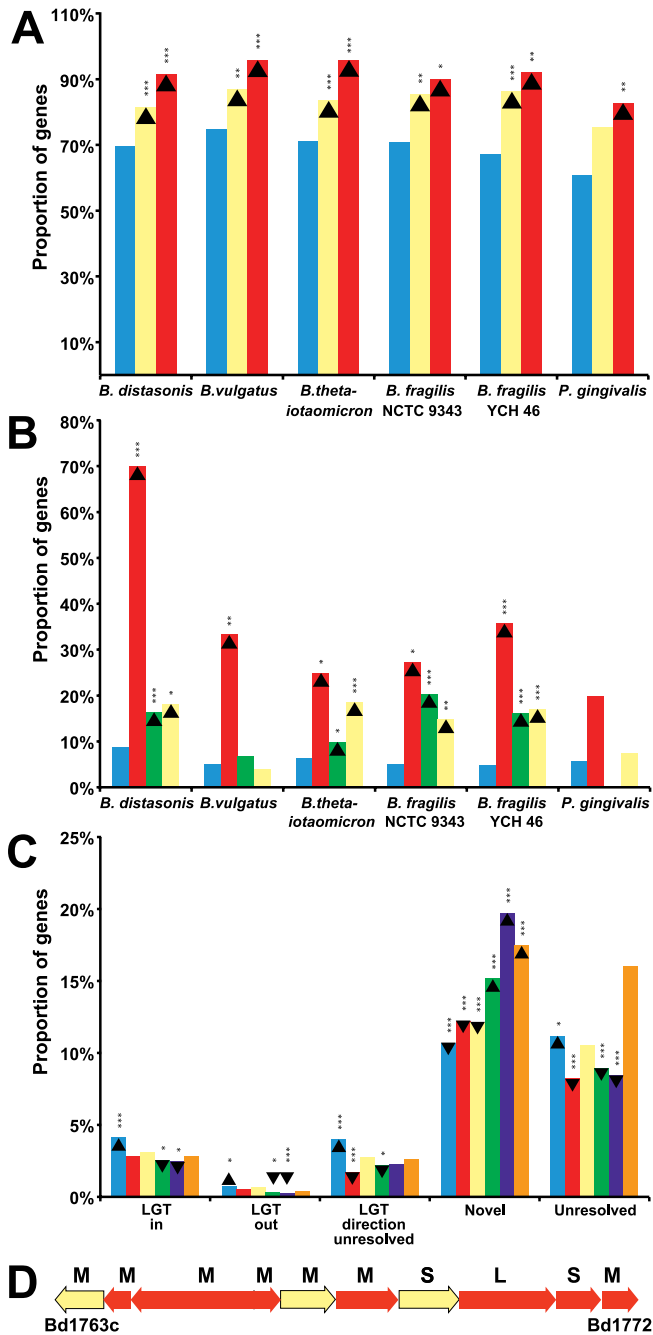 A
Proportion of genes
110%
90%
70%
50%
30%
10%
*** *** ** *** *** *** ** * *** ** **
B. distasonis B.vulgatus B.theta- B. fragilis B. fragilis P. gingivalis
iotaomicron NCTC 9343 YCH 46
B
Proportion of genes
80%
70%
60%
50%
40%
30%
20%
10%
0%
*** *** * ** * * *** * *** ** *** *** ***
B. distasonis B.vulgatus B.theta- B. fragilis B. fragilis P. gingivalis
iotaomicron NCTC 9343 YCH 46
C
Proportion of genes
25%
20%
15%
10%
5%
0%
*** * * * * *** *** *** * *** *** *** *** *** *** * *** *** ***
LGT LGT LGT Novel Unresolved
in out direction
unresolved
D
M M M M M M S L S M
Bd1763c Bd1772